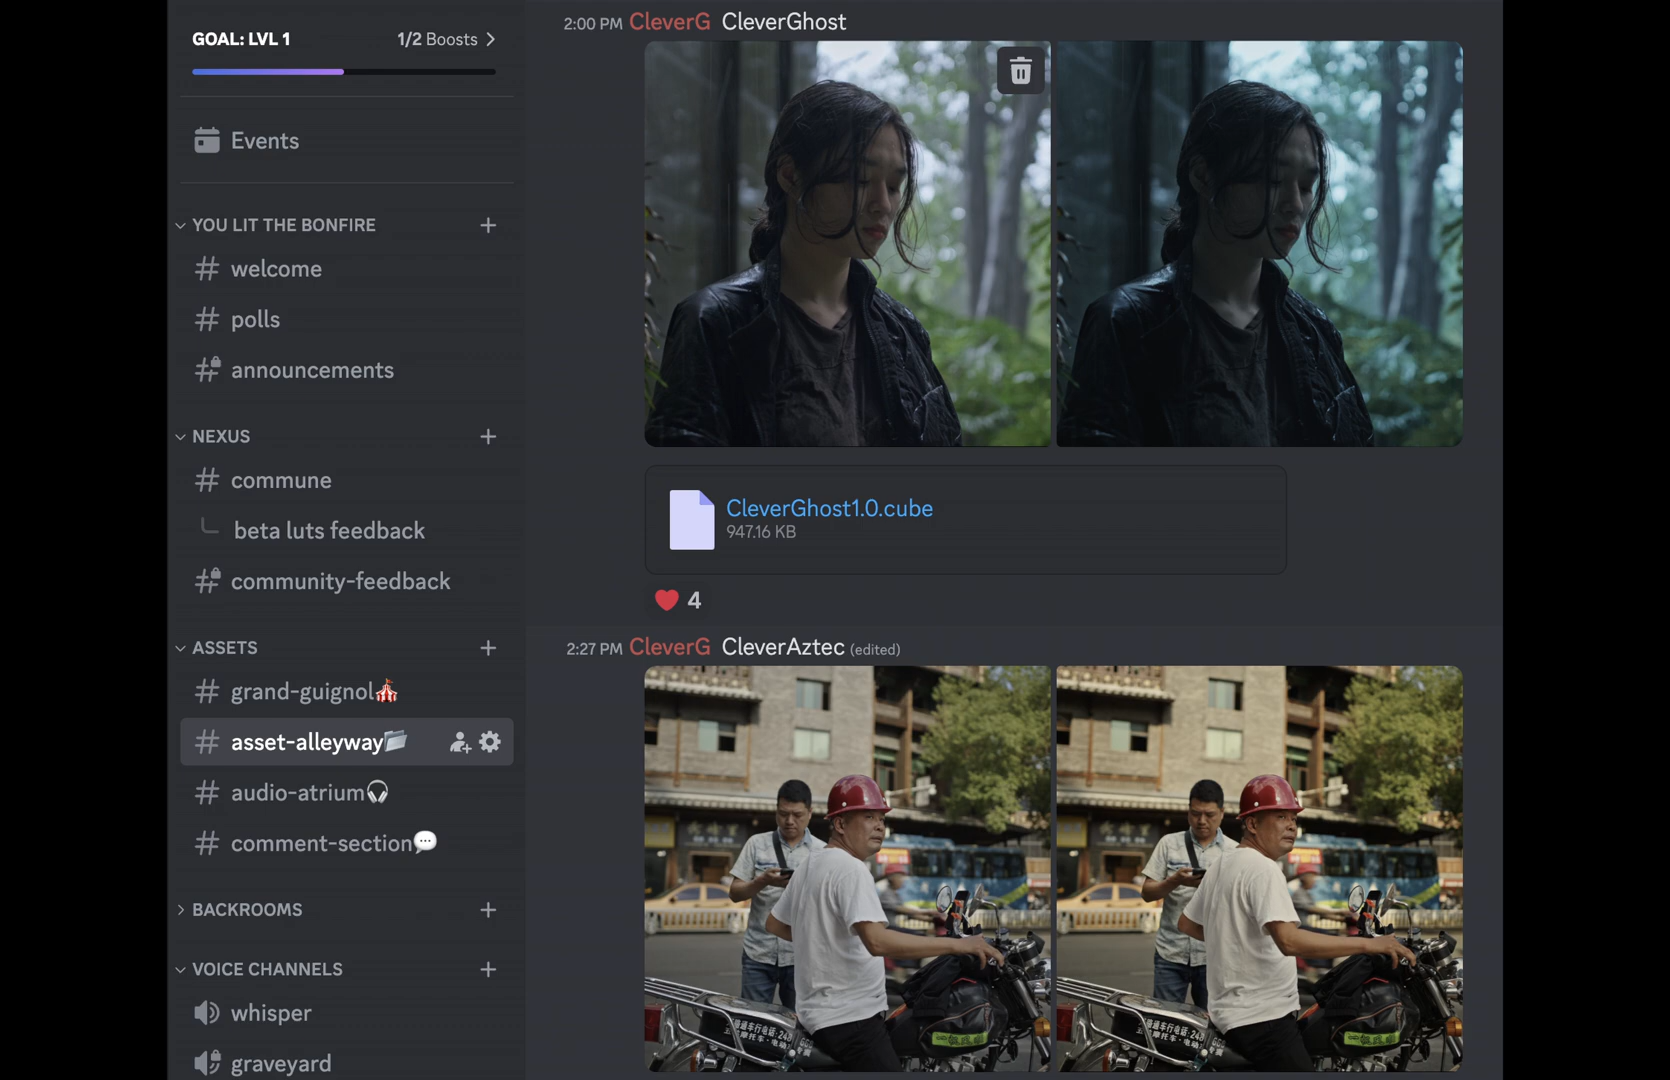 GOAL: LVL 1
1/2 Boosts
Events
YOU LIT THE BONFIRE
welcome
polls
announcements
NEXUS
commune
beta luts feedback
community-feedback
ASSETS
grand-guignol🎪
asset-alleyway📂
audio-atrium🎧
comment-section💬
BACKROOMS
VOICE CHANNELS
whisper
graveyard
2:00 PM CleverG CleverGhost
CleverGhost1.0.cube
947.16 KB
❤️ 4
2:27 PM CleverG CleverAztec (edited)